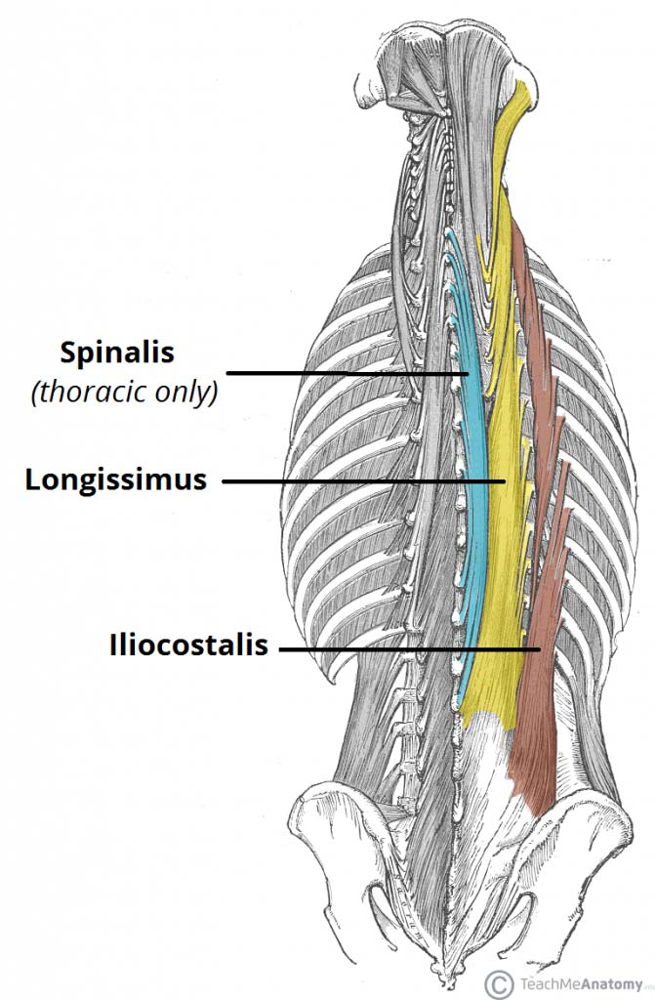 Spinalis
(thoracic only)
Longissimus
Iliocostalis
© TeachMeAnatomy